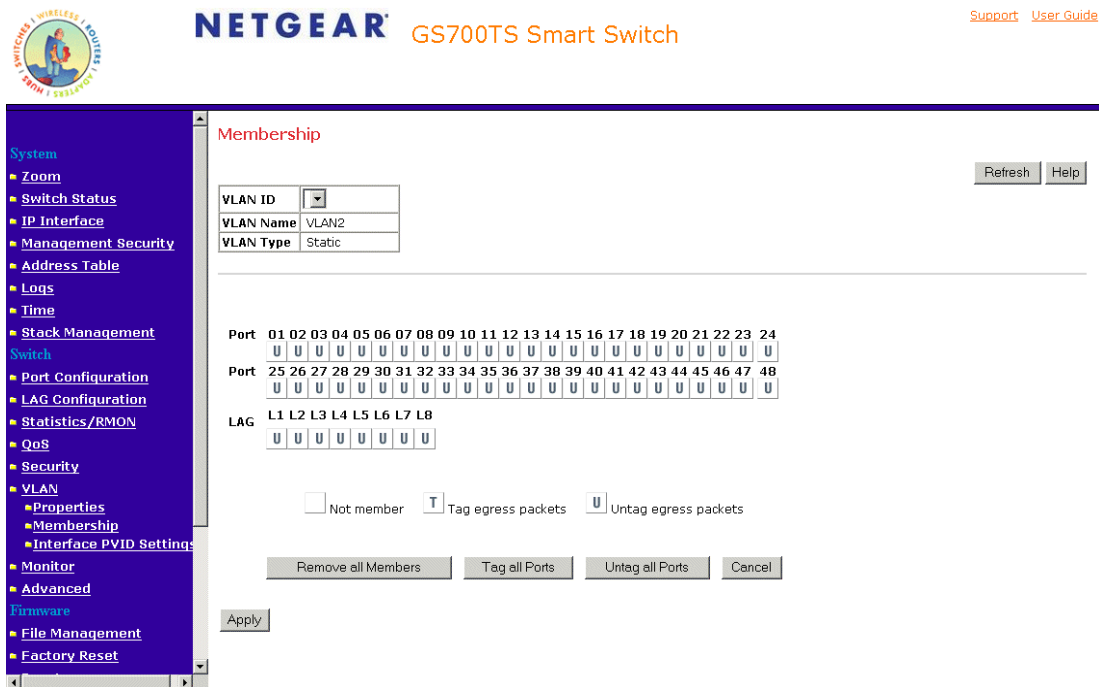 SWITCHES | WIRELESS | ROUTERS | ADAPTERS | HUBS |
NETGEAR GS700TS Smart Switch
Support User Guide
System
Zoom
Switch Status
IP Interface
Management Security
Address Table
Logs
Time
Stack Management
Switch
Port Configuration
LAG Configuration
Statistics/RMON
QoS
Security
VLAN
Properties
Membership
Interface PVID Settings
Monitor
Advanced
Firmware
File Management
Factory Reset
Membership
Refresh Help
VLAN ID
VLAN Name VLAN2
VLAN Type Static
Port 01 02 03 04 05 06 07 08 09 10 11 12 13 14 15 16 17 18 19 20 21 22 23 24
U U U U U U U U U U U U U U U U U U U U U U U U
Port 25 26 27 28 29 30 31 32 33 34 35 36 37 38 39 40 41 42 43 44 45 46 47 48
U U U U U U U U U U U U U U U U U U U U U U U U
LAG L1 L2 L3 L4 L5 L6 L7 L8
U U U U U U U U
Not member T Tag egress packets U Untag egress packets
Remove all Members Tag all Ports Untag all Ports Cancel
Apply